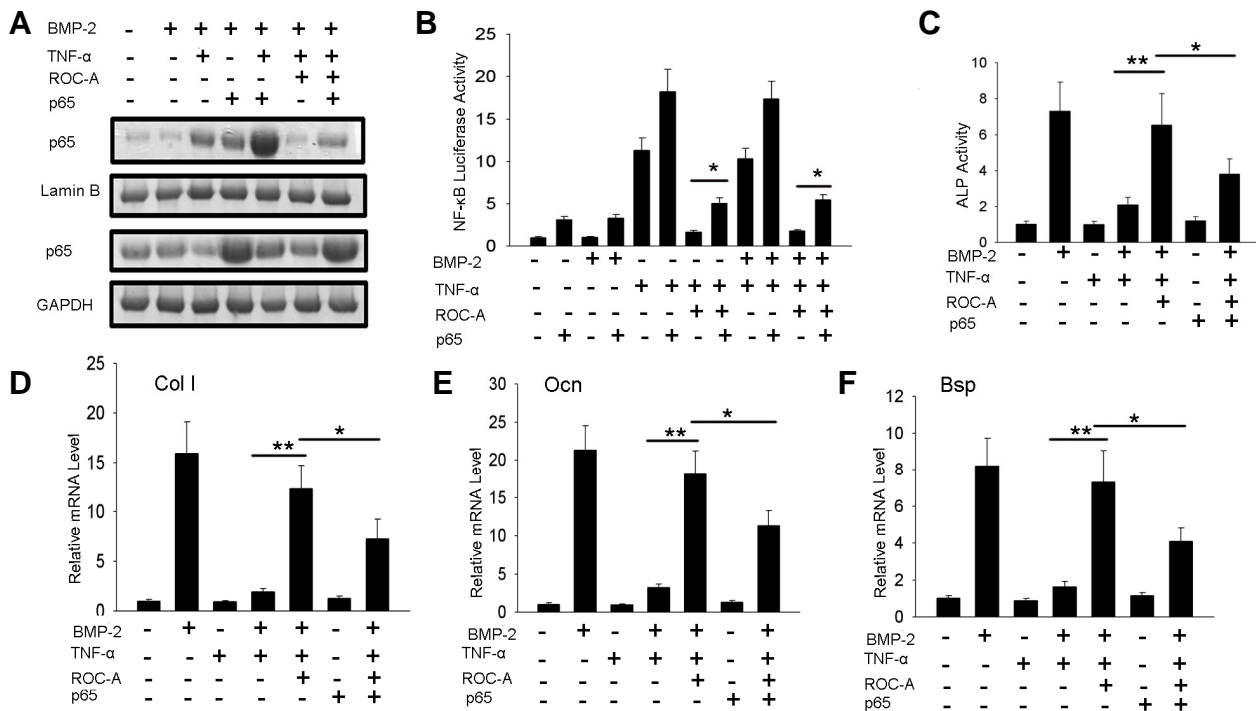 A
BMP-2 - + + + + + +
TNF-α - - + - + + +
ROC-A - - - - - + +
p65 - - - + + - +
p65
Lamin B
p65
GAPDH
B
NF-κB Luciferase Activity
25
20
15
10
5
0
*
*
BMP-2 - - + + - - - - + + + +
TNF-α - - - - + + + + + + + +
ROC-A - - - - - - + + - - + +
p65 - + - + - + - + - + - +
C
ALP Activity
10
8
6
4
2
0
**
*
BMP-2 - + - + + - +
TNF-α - - + + + - +
ROC-A - - - - + - +
p65 - - - - - + +
D
Col I
Relative mRNA Level
25
20
15
10
5
0
**
*
BMP-2 - + - + + - +
TNF-α - - + + + - +
ROC-A - - - - + - +
p65 - - - - - + +
E
Ocn
Relative mRNA Level
30
25
20
15
10
5
0
**
*
BMP-2 - + - + + - +
TNF-α - - + + + - +
ROC-A - - - - + - +
p65 - - - - - + +
F
Bsp
Relative mRNA Level
12
10
8
6
4
2
0
**
*
BMP-2 - + - + + - +
TNF-α - - + + + - +
ROC-A - - - - + - +
p65 - - - - - + +